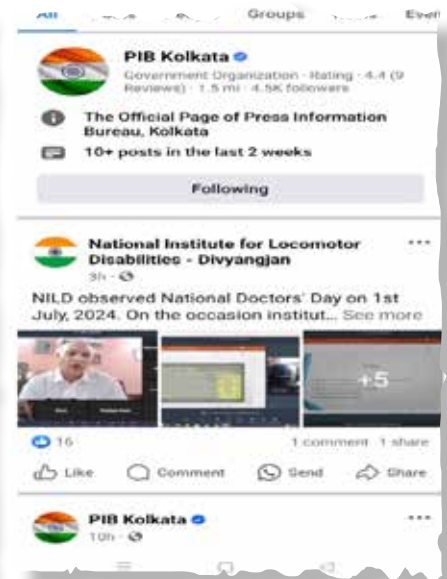 All
Groups
PIB Kolkata
Government Organization · Rating · 4.4 (9
Reviews) · 1.5 mi · 4.5K followers
The Official Page of Press Information
Bureau, Kolkata
10+ posts in the last 2 weeks
Following
National Institute for Locomotor
Disabilities - Divyangjan
3h ·
NILD observed National Doctors' Day on 1st
July, 2024. On the occasion institut... See more
+5
16
1 comment 1 share
Like Comment Send Share
PIB Kolkata
10h ·